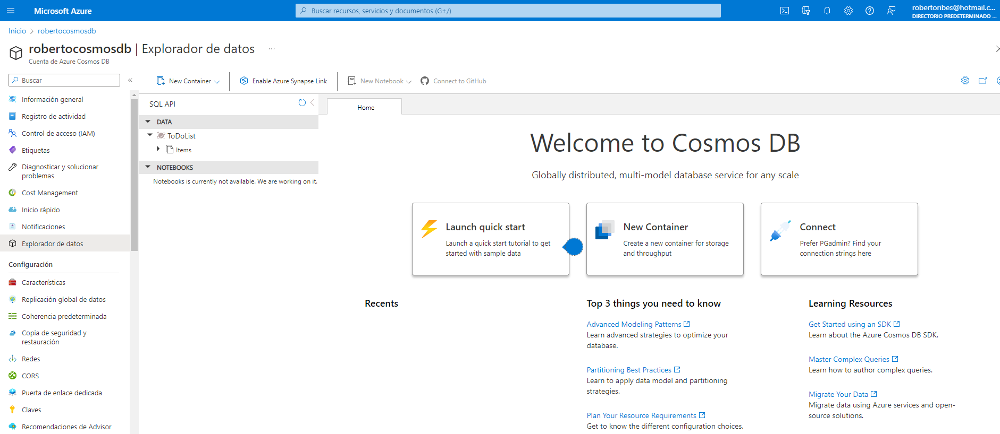 Microsoft Azure
Buscar recursos, servicios y documentos (G+/)
robertoribes@hotmail.c...
DIRECTORIO PREDETERMINADO ...
Inicio > robertocosmosdb
robertocosmosdb | Explorador de datos ...
Cuenta de Azure Cosmos DB
Buscar
«
Información general
Registro de actividad
Control de acceso (IAM)
Etiquetas
Diagnosticar y solucionar
problemas
Cost Management
Inicio rápido
Notificaciones
Explorador de datos
Configuración
Características
Replicación global de datos
Coherencia predeterminada
Copia de seguridad y
restauración
Redes
CORS
Puerta de enlace dedicada
Claves
Recomendaciones de Advisor
New Container
Enable Azure Synapse Link
New Notebook
Connect to GitHub
SQL API
DATA
ToDoList
Items
NOTEBOOKS
Notebooks is currently not available. We are working on it.
Home
Welcome to Cosmos DB
Globally distributed, multi-model database service for any scale
Launch quick start
Launch a quick start tutorial to get
started with sample data
New Container
Create a new container for storage
and throughput
Connect
Prefer PGadmin? Find your
connection strings here
Recents
Top 3 things you need to know
Advanced Modeling Patterns
Learn advanced strategies to optimize your
database.
Partitioning Best Practices
Learn to apply data model and partitioning
strategies.
Plan Your Resource Requirements
Get to know the different configuration choices.
Learning Resources
Get Started using an SDK
Learn about the Azure Cosmos DB SDK.
Master Complex Queries
Learn how to author complex queries.
Migrate Your Data
Migrate data using Azure services and open-
source solutions.